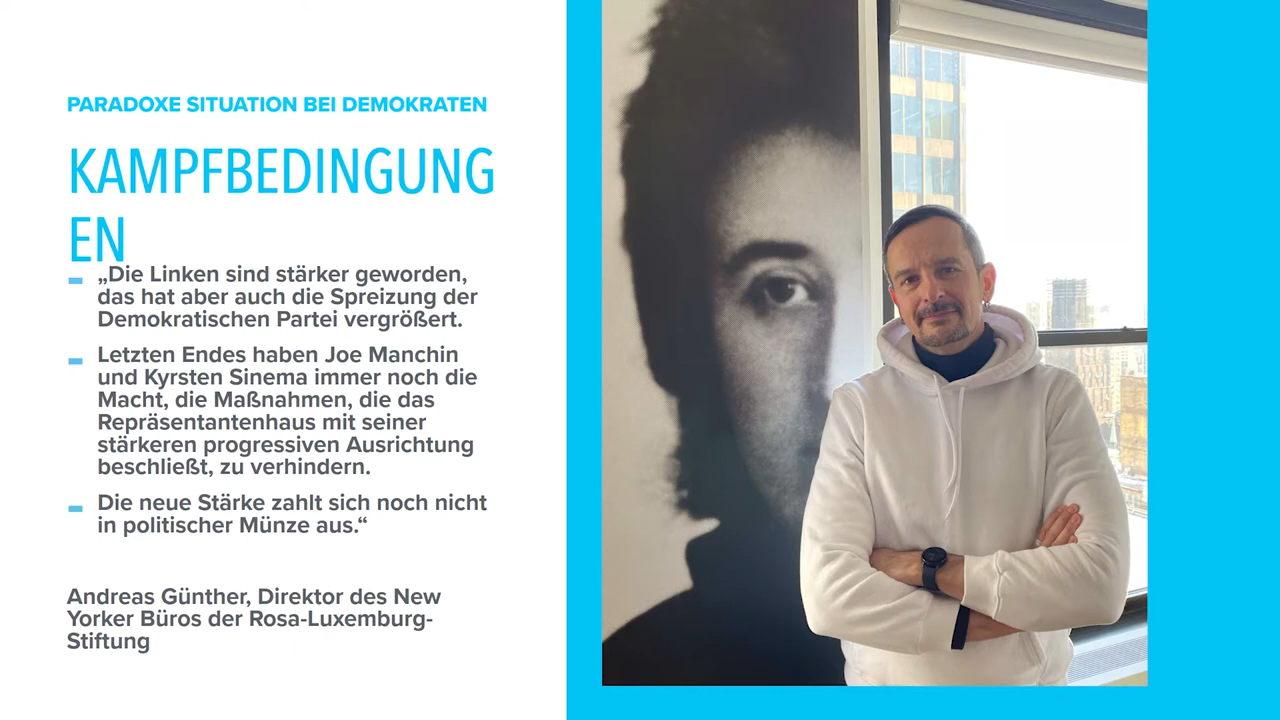 PARADOXE SITUATION BEI DEMOKRATEN
KAMPFBEDINGUNG
EN
„Die Linken sind stärker geworden,
das hat aber auch die Spreizung der
Demokratischen Partei vergrößert.
Letzten Endes haben Joe Manchin
und Kyrsten Sinema immer noch die
Macht, die Maßnahmen, die das
Repräsentantenhaus mit seiner
stärkeren progressiven Ausrichtung
beschließt, zu verhindern.
Die neue Stärke zahlt sich noch nicht
in politischer Münze aus.“
Andreas Günther, Direktor des New
Yorker Büros der Rosa-Luxemburg-
Stiftung